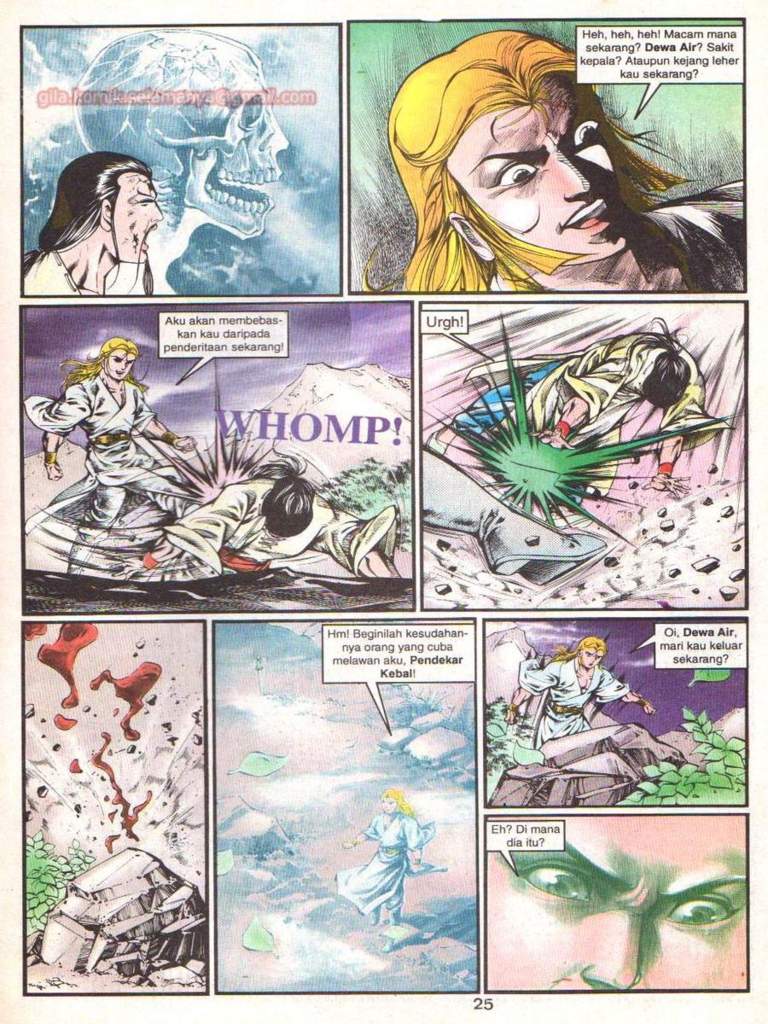 gila.komik.selamanya@gmail.com
Heh, heh, heh! Macam mana
sekarang? Dewa Air? Sakit
kepala? Ataupun kejang leher
kau sekarang?
Aku akan membebas-
kan kau daripada
penderitaan sekarang!
WHOMP!
Urgh!
Hm! Beginilah kesudahan-
nya orang yang cuba
melawan aku, Pendekar
Kebal!
Oi, Dewa Air,
mari kau keluar
sekarang?
Eh? Di mana
dia itu?
25